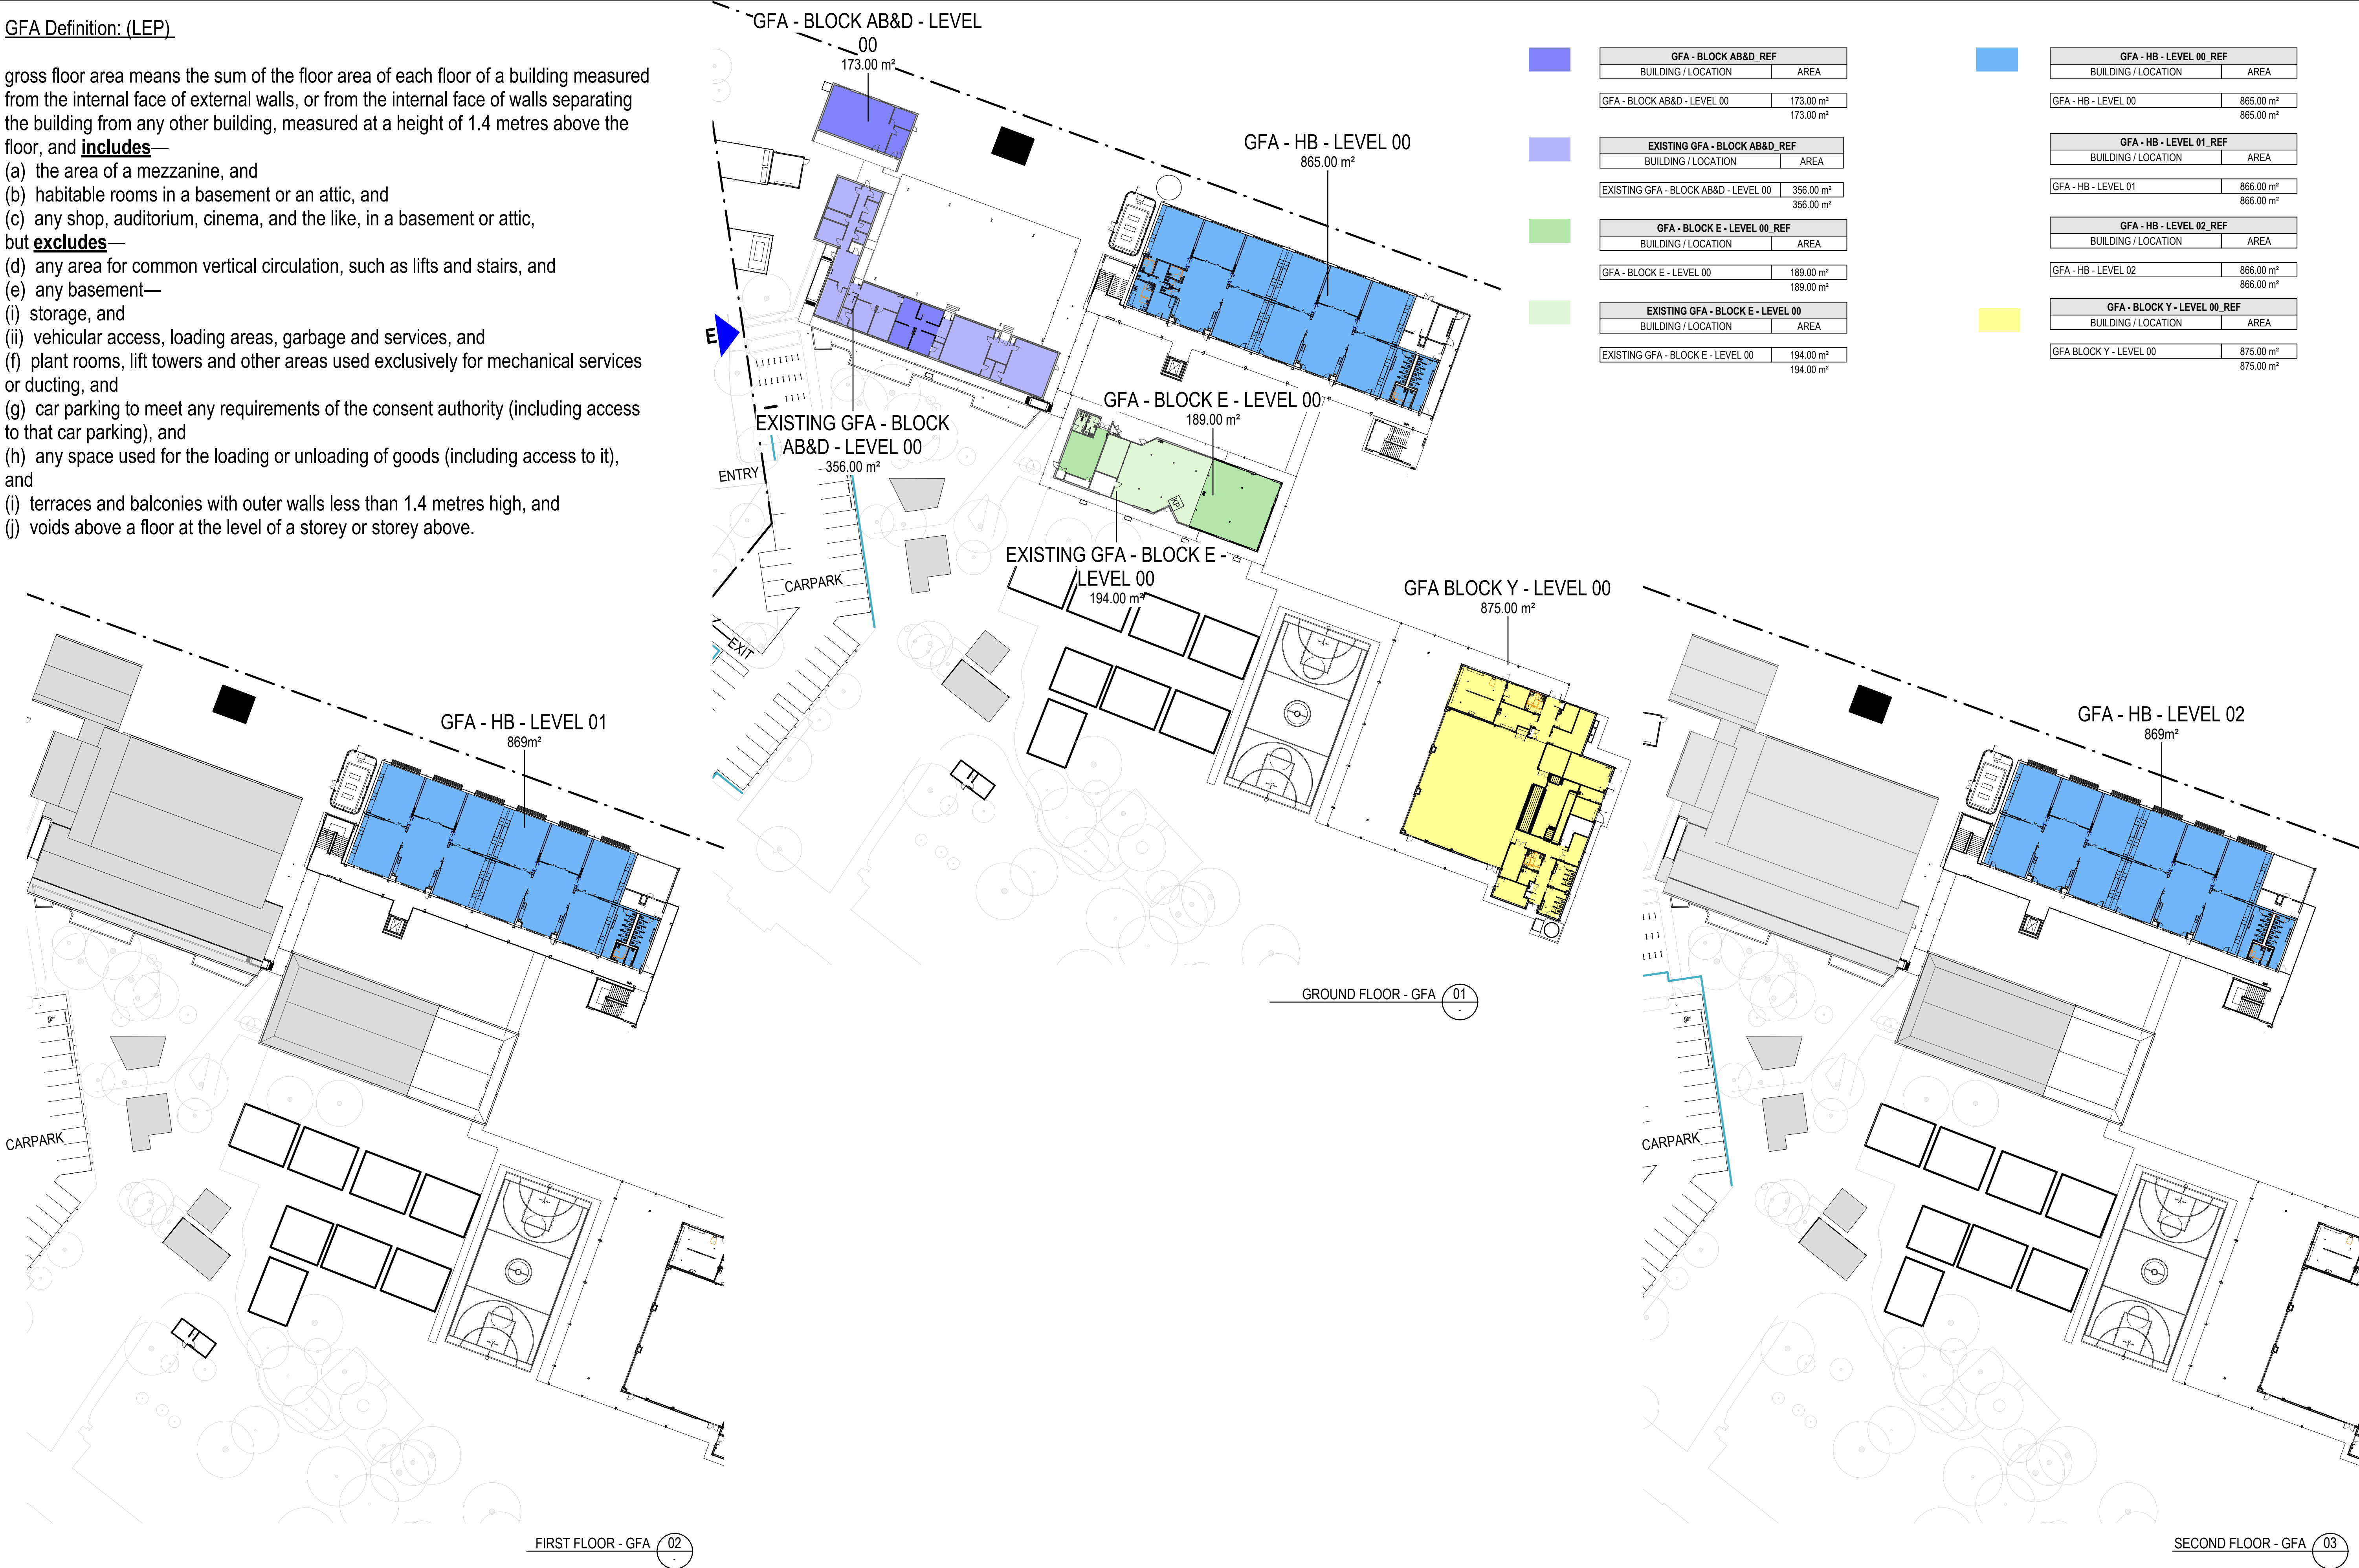 GFA Definition: (LEP)
gross floor area means the sum of the floor area of each floor of a building measured
from the internal face of external walls, or from the internal face of walls separating
the building from any other building, measured at a height of 1.4 metres above the
floor, and includes—
(a) the area of a mezzanine, and
(b) habitable rooms in a basement or an attic, and
(c) any shop, auditorium, cinema, and the like, in a basement or attic,
but excludes—
(d) any area for common vertical circulation, such as lifts and stairs, and
(e) any basement—
(i) storage, and
(ii) vehicular access, loading areas, garbage and services, and
(f) plant rooms, lift towers and other areas used exclusively for mechanical services
or ducting, and
(g) car parking to meet any requirements of the consent authority (including access
to that car parking), and
(h) any space used for the loading or unloading of goods (including access to it),
and
(i) terraces and balconies with outer walls less than 1.4 metres high, and
(j) voids above a floor at the level of a storey or storey above.
GFA - BLOCK AB&D - LEVEL
00
173.00 m²
GFA - HB - LEVEL 00
865.00 m²
E
GFA - BLOCK E - LEVEL 00
189.00 m²
EXISTING GFA - BLOCK
AB&D - LEVEL 00
356.00 m²
ENTRY
KP
EXISTING GFA - BLOCK E -
LEVEL 00
194.00 m²
CARPARK
EXIT
GFA BLOCK Y - LEVEL 00
875.00 m²
GROUND FLOOR - GFA 01
-
GFA - BLOCK AB&D_REF
BUILDING / LOCATION AREA
GFA - BLOCK AB&D - LEVEL 00 173.00 m²
173.00 m²
EXISTING GFA - BLOCK AB&D_REF
BUILDING / LOCATION AREA
EXISTING GFA - BLOCK AB&D - LEVEL 00 356.00 m²
356.00 m²
GFA - BLOCK E - LEVEL 00_REF
BUILDING / LOCATION AREA
GFA - BLOCK E - LEVEL 00 189.00 m²
189.00 m²
EXISTING GFA - BLOCK E - LEVEL 00
BUILDING / LOCATION AREA
EXISTING GFA - BLOCK E - LEVEL 00 194.00 m²
194.00 m²
GFA - HB - LEVEL 00_REF
BUILDING / LOCATION AREA
GFA - HB - LEVEL 00 865.00 m²
865.00 m²
GFA - HB - LEVEL 01_REF
BUILDING / LOCATION AREA
GFA - HB - LEVEL 01 866.00 m²
866.00 m²
GFA - HB - LEVEL 02_REF
BUILDING / LOCATION AREA
GFA - HB - LEVEL 02 866.00 m²
866.00 m²
GFA - BLOCK Y - LEVEL 00_REF
BUILDING / LOCATION AREA
GFA BLOCK Y - LEVEL 00 875.00 m²
875.00 m²
GFA - HB - LEVEL 01
869m²
CARPARK
FIRST FLOOR - GFA 02
-
GFA - HB - LEVEL 02
869m²
CARPARK
SECOND FLOOR - GFA 03